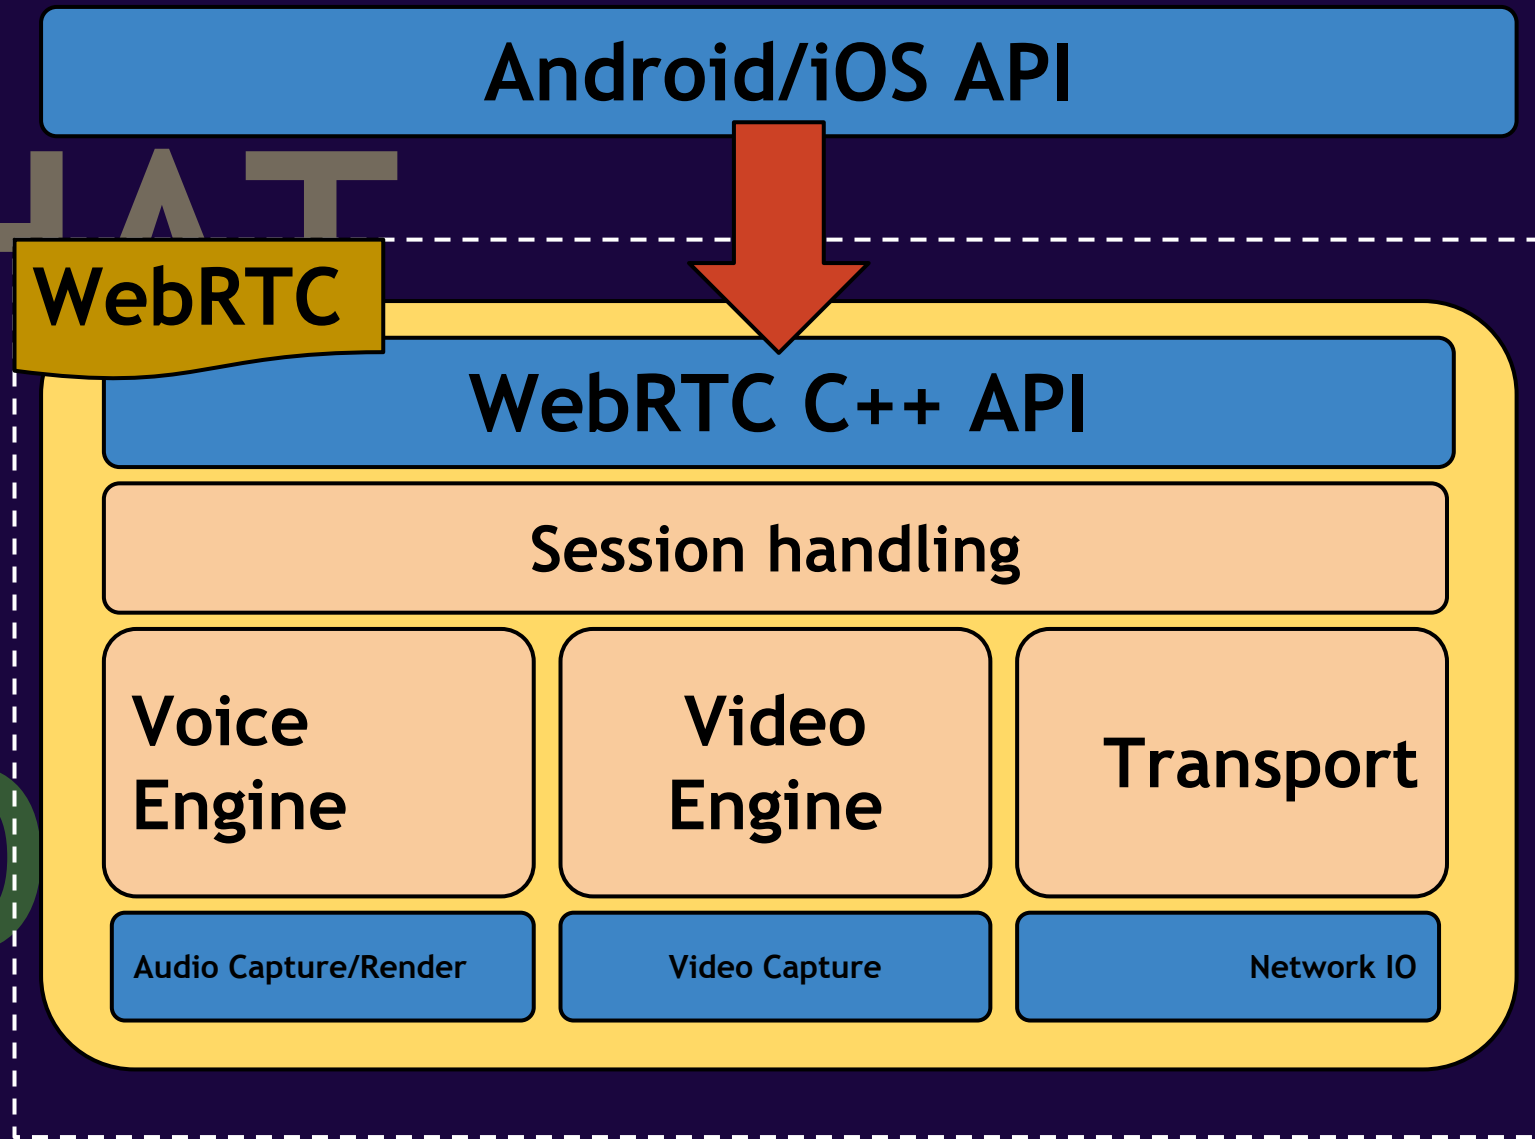 Android/iOS API
HAT
WebRTC
WebRTC C++ API
Session handling
Voice
Engine
Video
Engine
Transport
Audio Capture/Render
Video Capture
Network IO